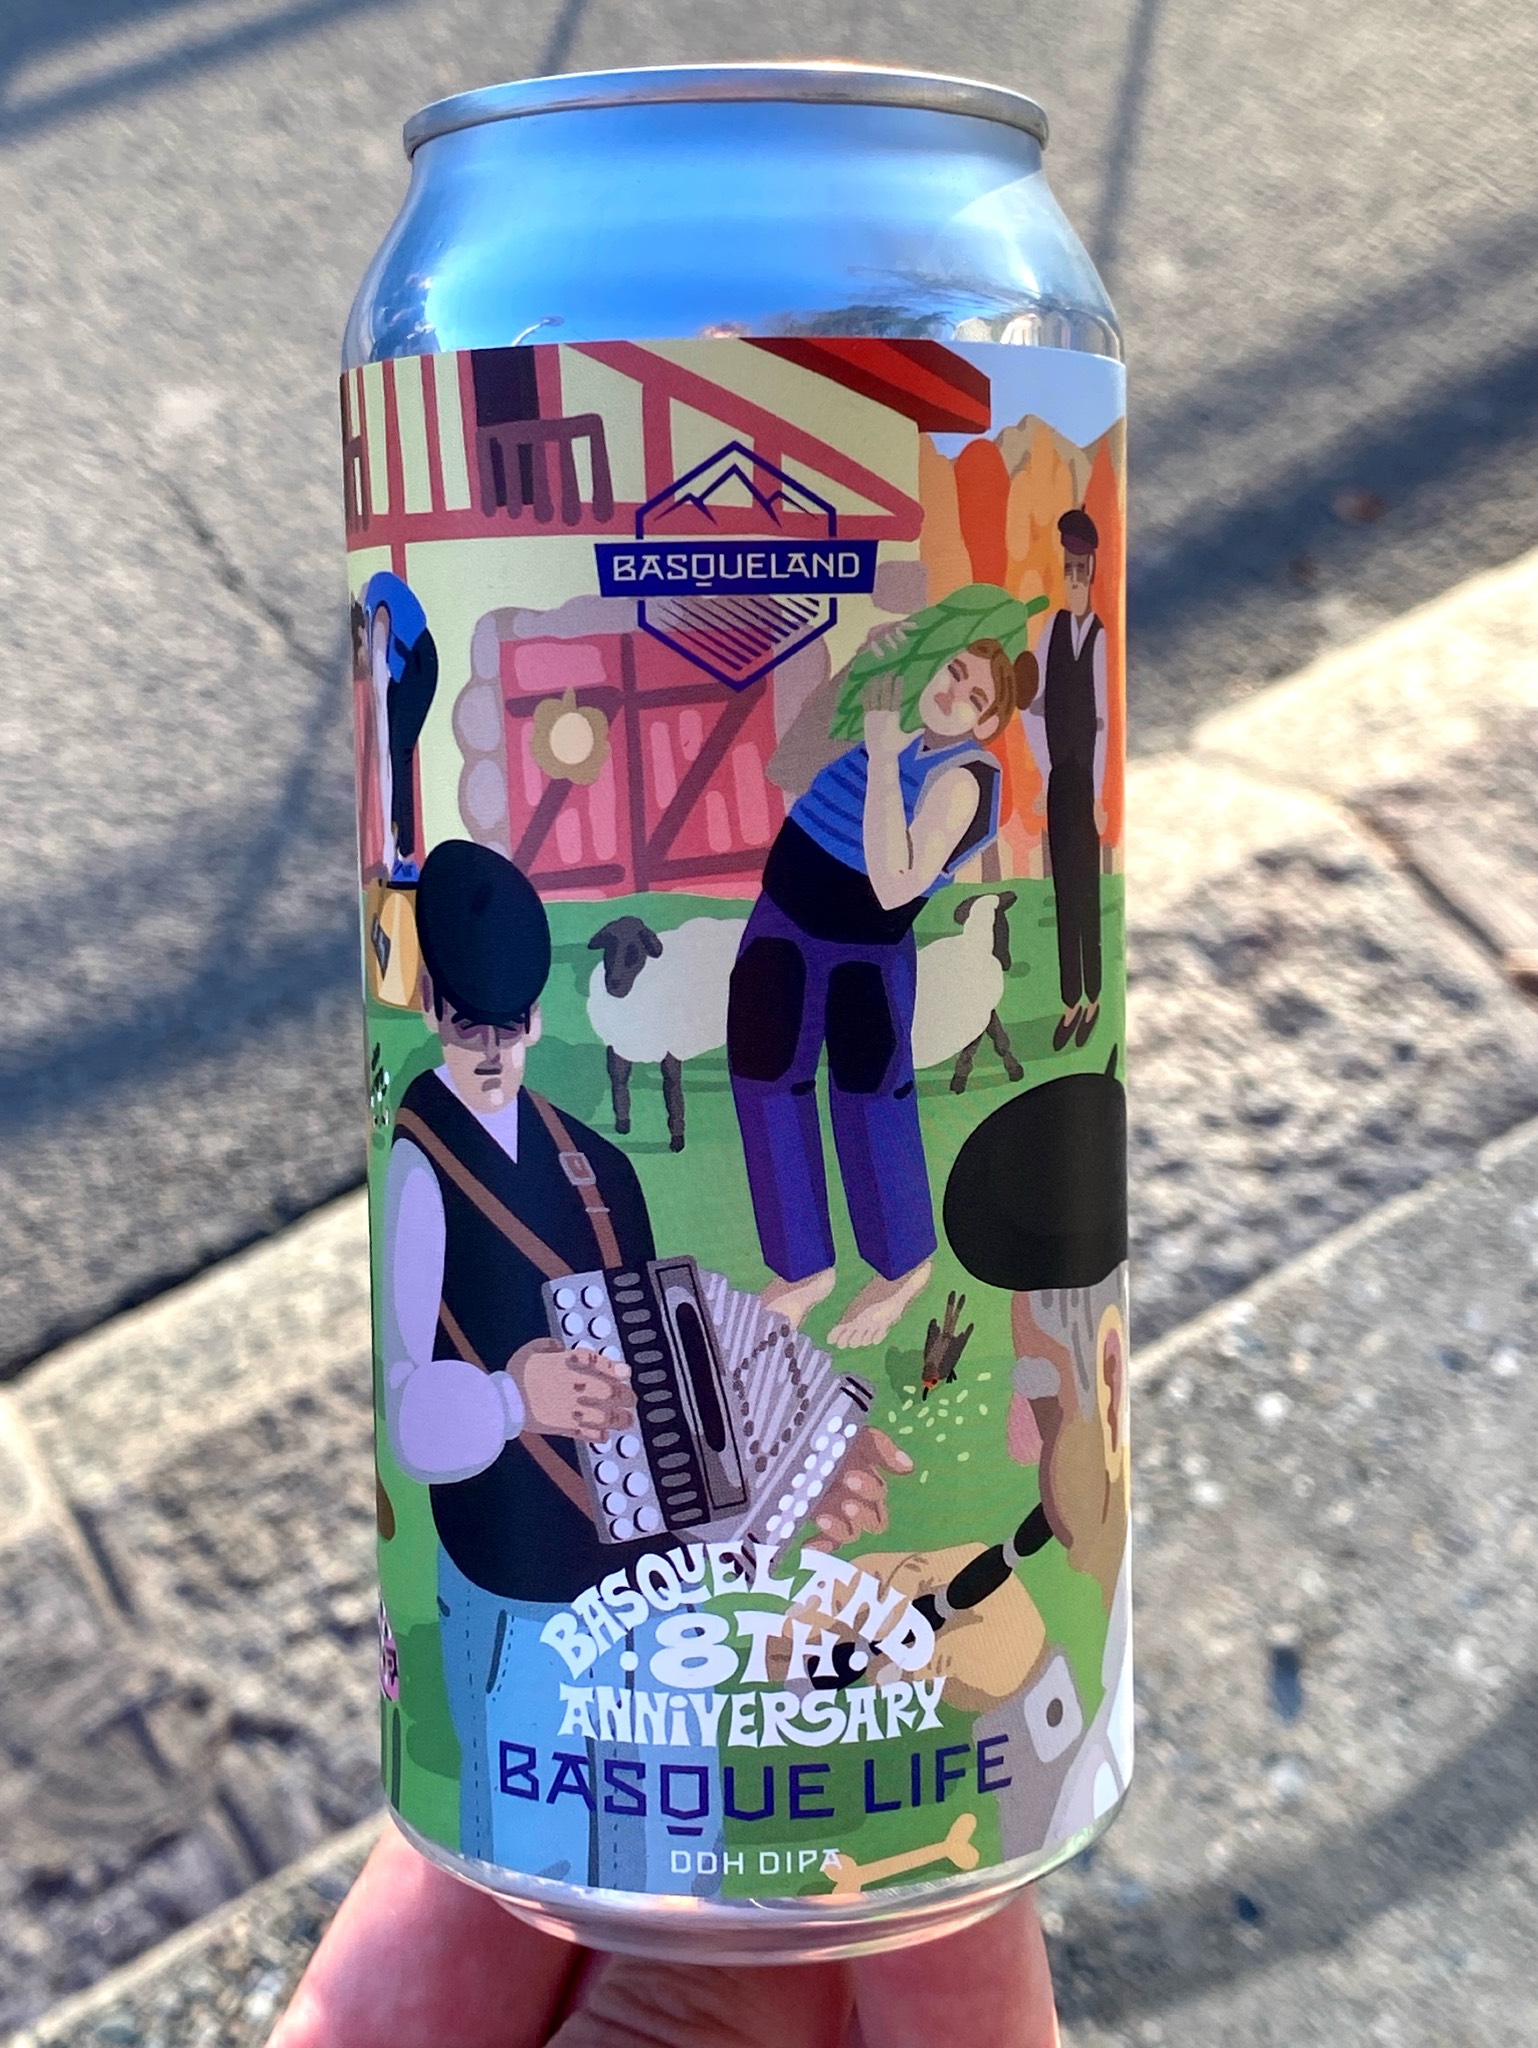 BASQUELAND
BASQUELAND
·8TH·
ANNiVERSARY
BASQUE LIFE
DDH DIPA